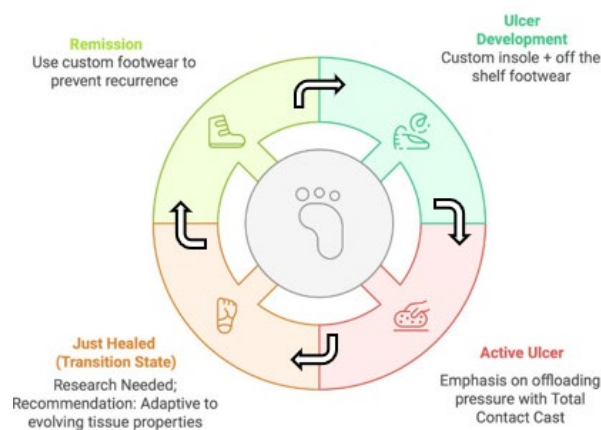 Remission
Use custom footwear to
prevent recurrence
Ulcer
Development
Custom insole + off the
shelf footwear
Just Healed
(Transition State)
Research Needed;
Recommendation: Adaptive to
evolving tissue properties
Active Ulcer
Emphasis on offloading
pressure with Total
Contact Cast